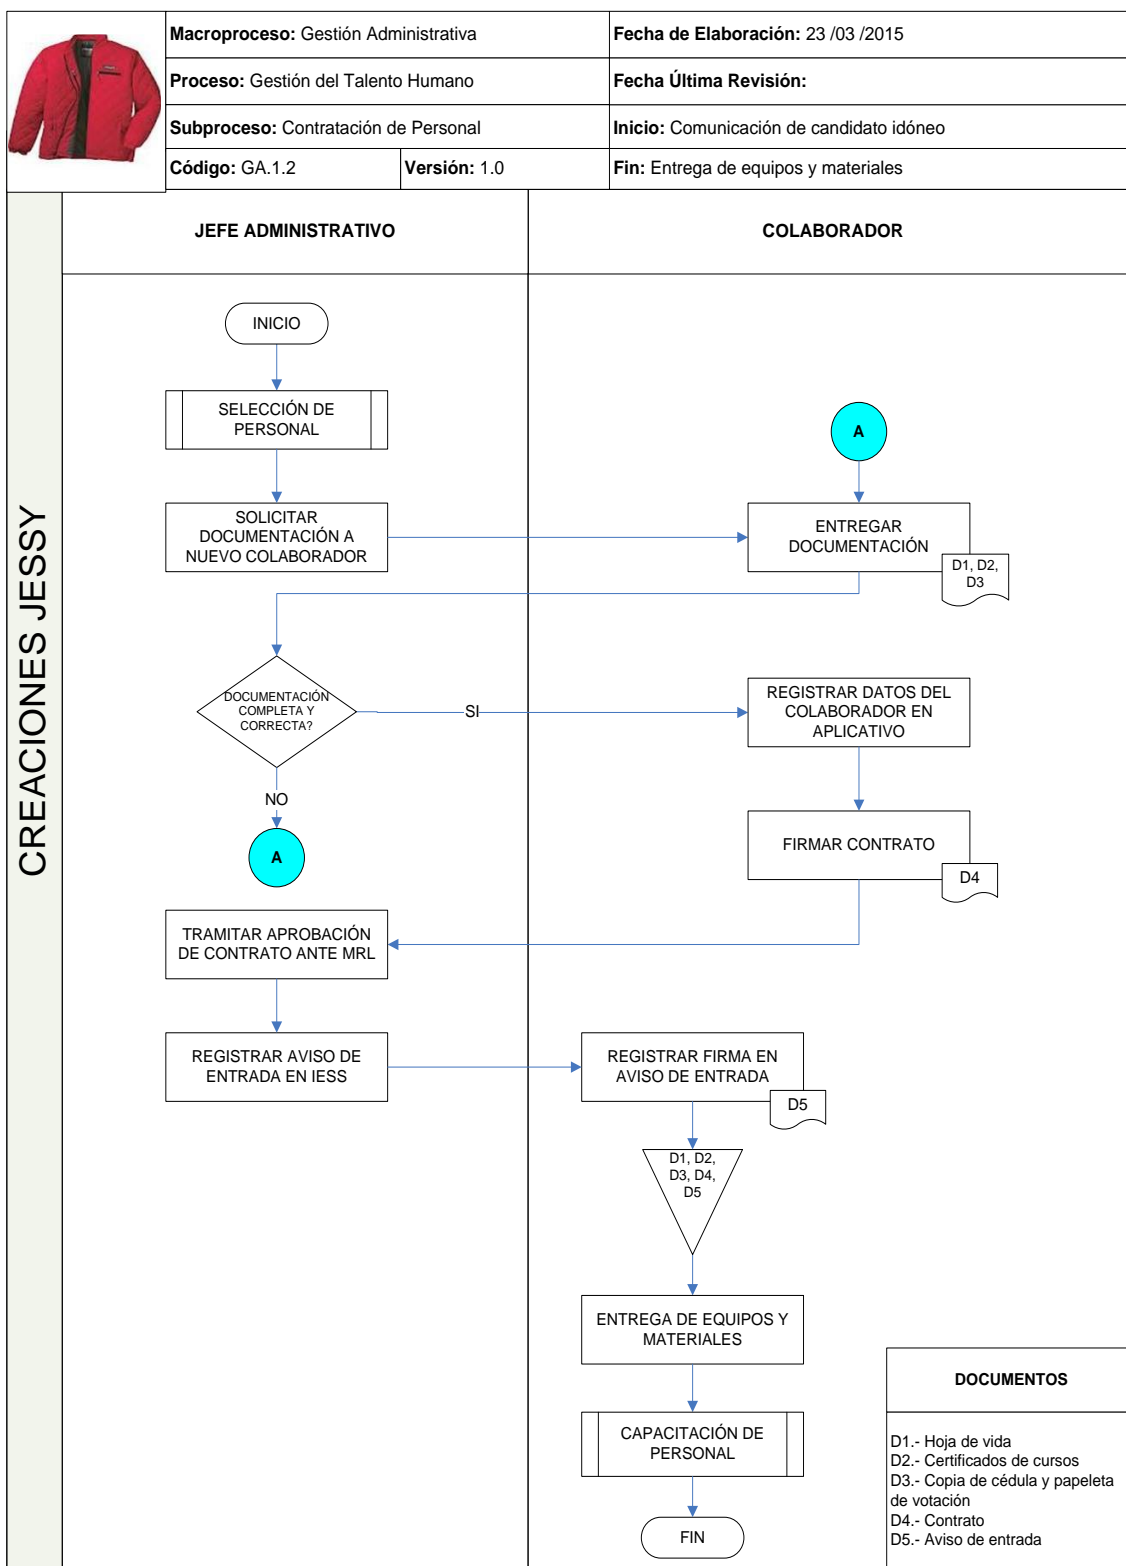 Macroproceso: Gestión Administrativa
Fecha de Elaboración: 23 /03 /2015
Proceso: Gestión del Talento Humano
Fecha Última Revisión:
Subproceso: Contratación de Personal
Inicio: Comunicación de candidato idóneo
Código: GA.1.2
Versión: 1.0
Fin: Entrega de equipos y materiales
CREACIONES JESSY
JEFE ADMINISTRATIVO
COLABORADOR
INICIO
SELECCIÓN DE
PERSONAL
A
SOLICITAR
DOCUMENTACIÓN A
NUEVO COLABORADOR
ENTREGAR
DOCUMENTACIÓN
D1, D2,
D3
DOCUMENTACIÓN
COMPLETA Y
CORRECTA?
SI
REGISTRAR DATOS DEL
COLABORADOR EN
APLICATIVO
NO
A
FIRMAR CONTRATO
D4
TRAMITAR APROBACIÓN
DE CONTRATO ANTE MRL
REGISTRAR AVISO DE
ENTRADA EN IESS
REGISTRAR FIRMA EN
AVISO DE ENTRADA
D5
D1, D2,
D3, D4,
D5
ENTREGA DE EQUIPOS Y
MATERIALES
CAPACITACIÓN DE
PERSONAL
FIN
DOCUMENTOS
D1.- Hoja de vida
D2.- Certificados de cursos
D3.- Copia de cédula y papeleta
de votación
D4.- Contrato
D5.- Aviso de entrada